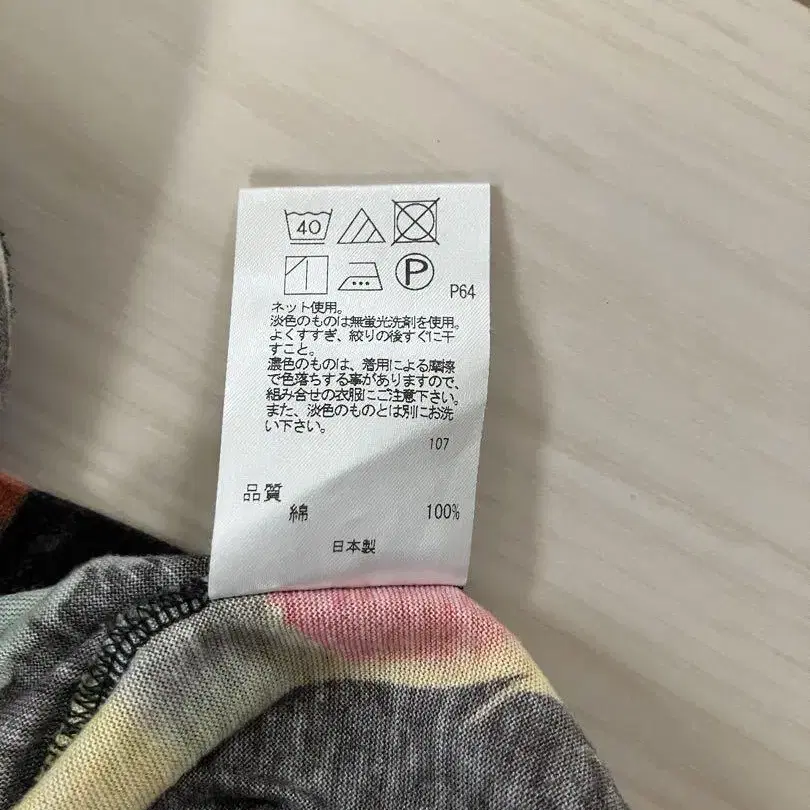 40
P
P64
ネット使用。
淡色のものは無蛍光洗剤を使用。
よくすすぎ、絞りの後すぐに干
すこと。
濃色のものは、着用による摩擦
で色落ちする事がありますので、
組み合せの衣服にご注意下さい。
また、淡色のものとは別にお洗
い下さい。
107
品質
綿 100%
日本製